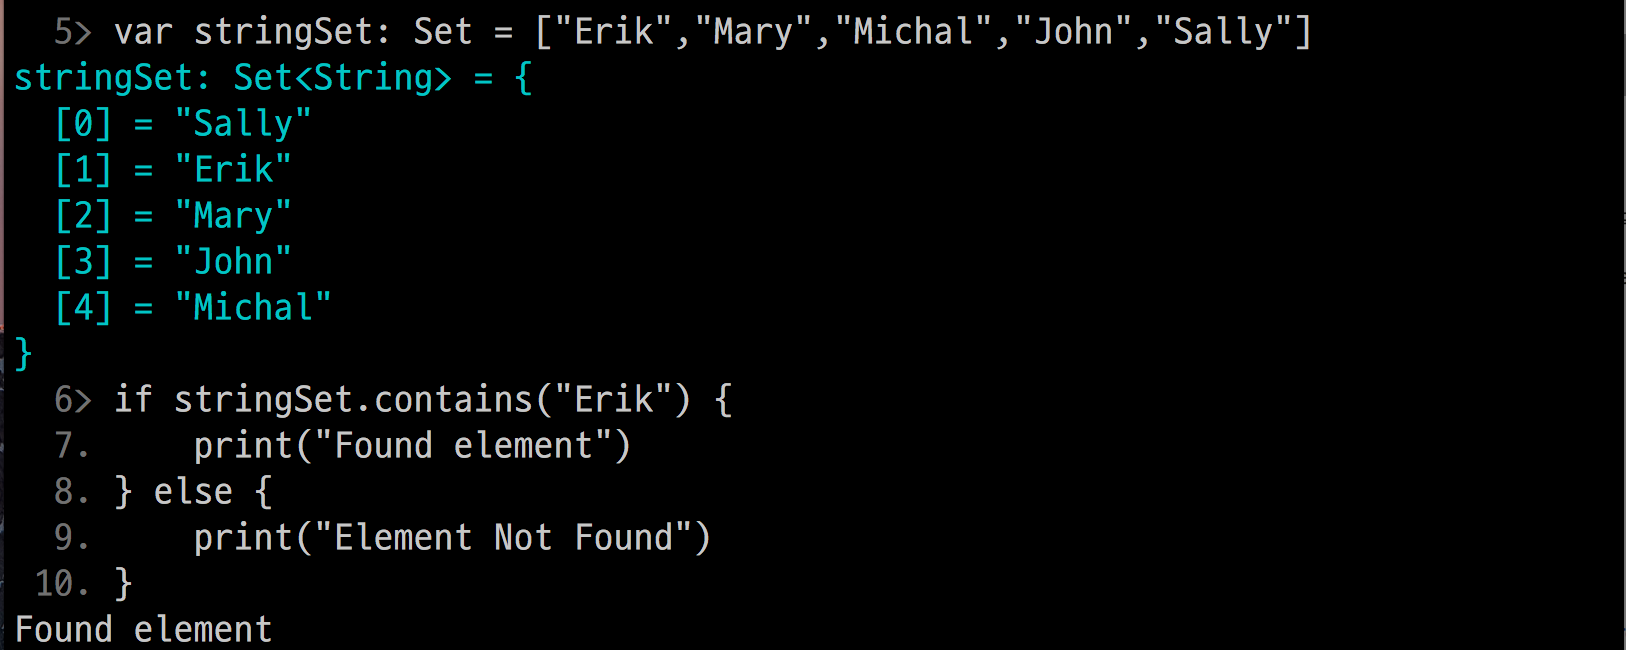 5> var stringSet: Set = ["Erik","Mary","Michal","John","Sally"]
stringSet: Set<String> = {
  [0] = "Sally"
  [1] = "Erik"
  [2] = "Mary"
  [3] = "John"
  [4] = "Michal"
}
6> if stringSet.contains("Erik") {
7.     print("Found element")
8. } else {
9.     print("Element Not Found")
10. }
Found element